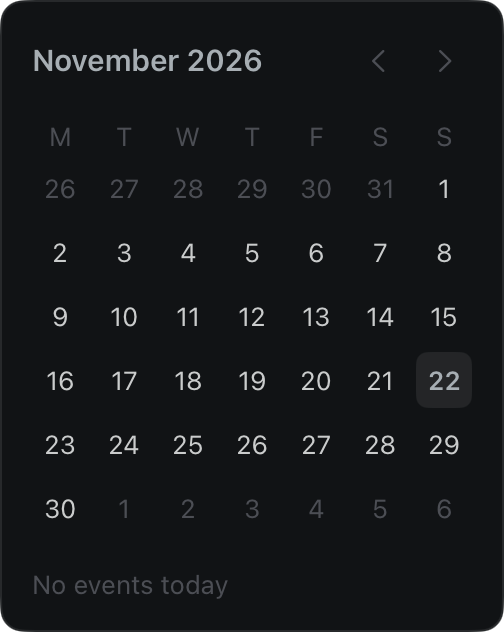 November 2026
M T W T F S S
26 27 28 29 30 31 1
2 3 4 5 6 7 8
9 10 11 12 13 14 15
16 17 18 19 20 21 22
23 24 25 26 27 28 29
30 1 2 3 4 5 6
No events today